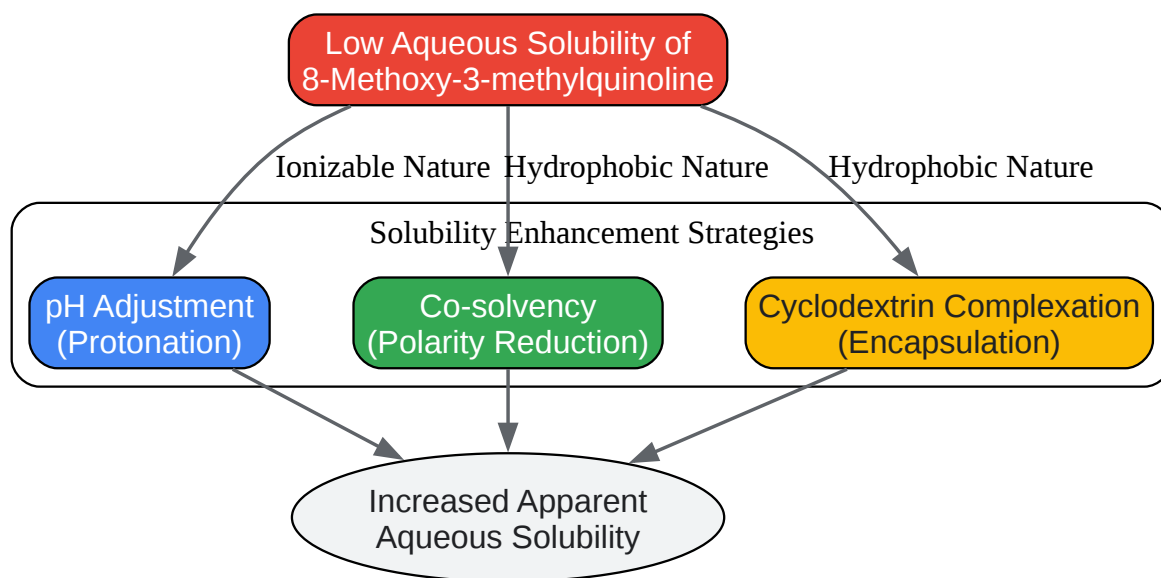 Low Aqueous Solubility of
8-Methoxy-3-methylquinoline
Ionizable Nature
Hydrophobic Nature
Hydrophobic Nature
Solubility Enhancement Strategies
pH Adjustment
(Protonation)
Co-solvency
(Polarity Reduction)
Cyclodextrin Complexation
(Encapsulation)
Increased Apparent
Aqueous Solubility